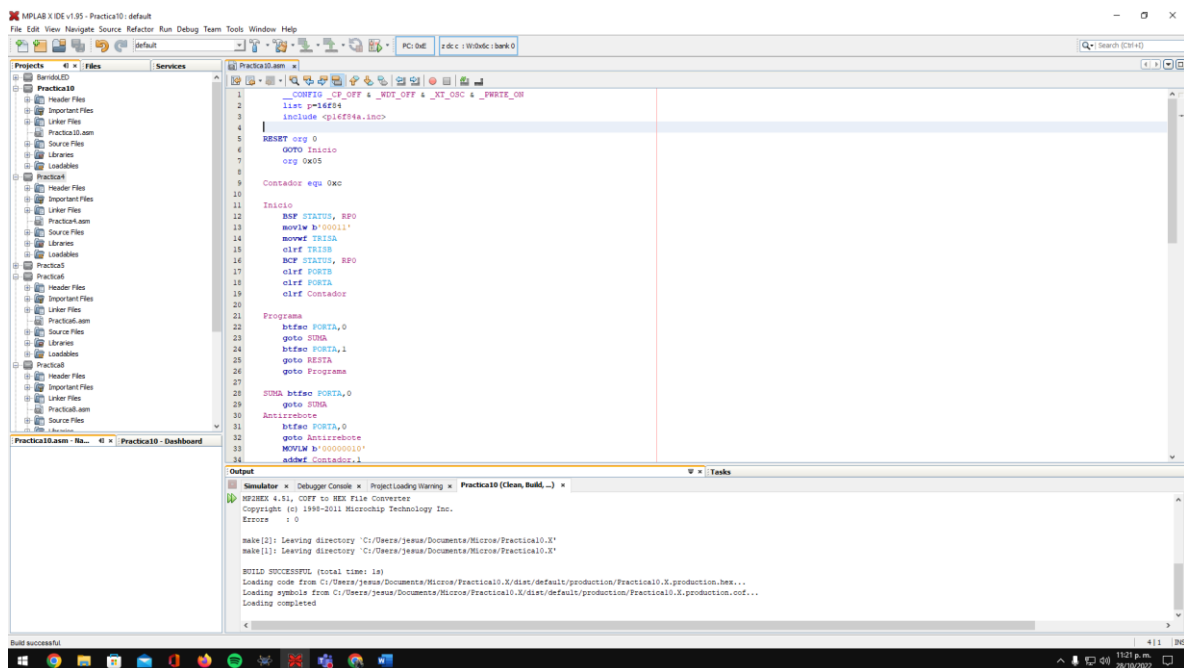 MPLAB X IDE v1.95 - Practica10 : default
File Edit View Navigate Source Refactor Run Debug Team Tools Window Help
default
PC: 0xE
z dc c : W:0x6c : bank 0
Search (Ctrl+I)
Projects
Files
Services
BarridoLED
Practica10
Header Files
Important Files
Linker Files
Practica10.asm
Source Files
Libraries
Loadables
Practica4
Header Files
Important Files
Linker Files
Practica4.asm
Source Files
Libraries
Loadables
Practica5
Practica6
Header Files
Important Files
Linker Files
Practica6.asm
Source Files
Libraries
Loadables
Practica8
Header Files
Important Files
Linker Files
Practica8.asm
Source Files
Libraries
Practica10.asm - Na...
Practica10 - Dashboard
Practica10.asm
1 __CONFIG _CP_OFF & _WDT_OFF & _XT_OSC & _PWRTE_ON
2 list p=16f84
3 include <p16f84a.inc>
4
5 RESET org 0
6 GOTO Inicio
7 org 0x05
8
9 Contador equ 0xc
10
11 Inicio
12 BSF STATUS, RP0
13 movlw b'00011'
14 movwf TRISA
15 clrf TRISB
16 BCF STATUS, RP0
17 clrf PORTB
18 clrf PORTA
19 clrf Contador
20
21 Programa
22 btfsc PORTA,0
23 goto SUMA
24 btfsc PORTA,1
25 goto RESTA
26 goto Programa
27
28 SUMA btfsc PORTA,0
29 goto SUMA
30 Antirrebote
31 btfsc PORTA,0
32 goto Antirrebote
33 MOVLW b'00000010'
34 addwf Contador,1
Output
Tasks
Simulator
Debugger Console
Project Loading Warning
Practica10 (Clean, Build, ...)
MP2HEX 4.51, COFF to HEX File Converter
Copyright (c) 1998-2011 Microchip Technology Inc.
Errors : 0
make[2]: Leaving directory `C:/Users/jesus/Documents/Micros/Practica10.X'
make[1]: Leaving directory `C:/Users/jesus/Documents/Micros/Practica10.X'
BUILD SUCCESSFUL (total time: 1s)
Loading code from C:/Users/jesus/Documents/Micros/Practica10.X/dist/default/production/Practica10.X.production.hex...
Loading symbols from C:/Users/jesus/Documents/Micros/Practica10.X/dist/default/production/Practica10.X.production.cof...
Loading completed
Build successful.
4 | 1
INS
11:21 p. m.
28/10/2022